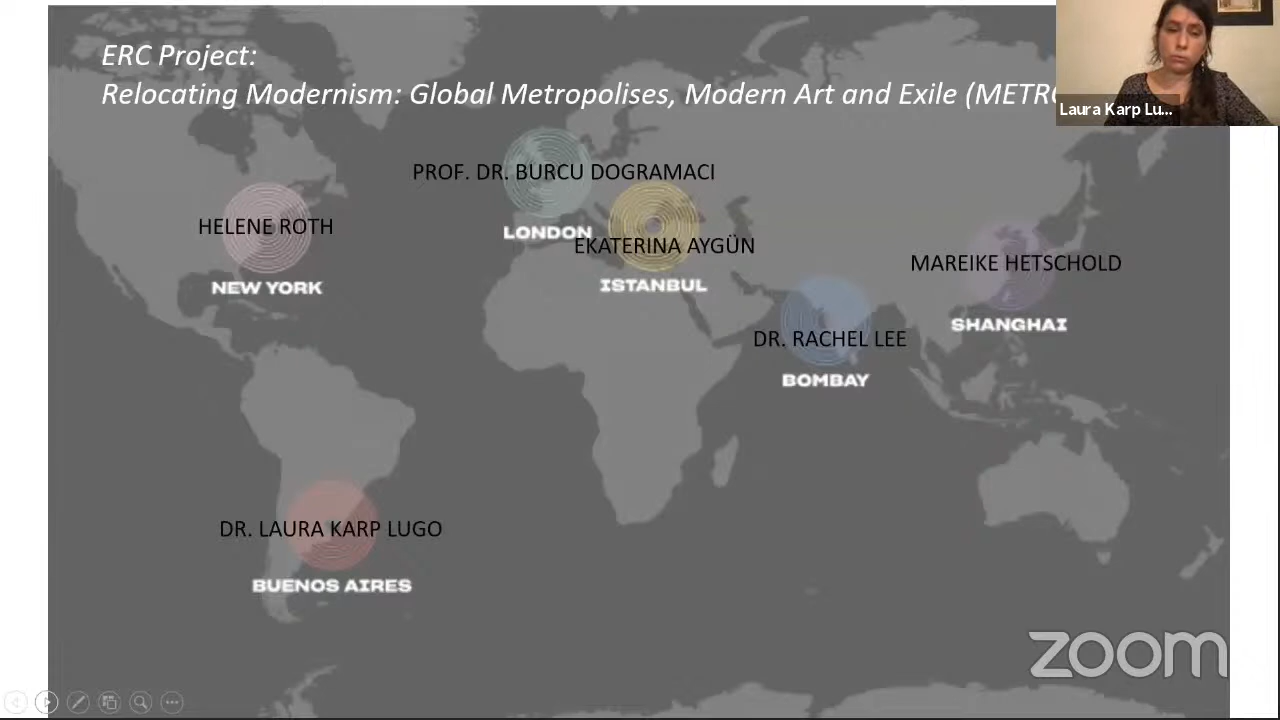 ERC Project:
Relocating Modernism: Global Metropolises, Modern Art and Exile (METRO
Laura Karp Lu...
PROF. DR. BURCU DOGRAMACI
LONDON
HELENE ROTH
NEW YORK
EKATERINA AYGÜN
ISTANBUL
MAREIKE HETSCHOLD
SHANGHAI
DR. RACHEL LEE
BOMBAY
DR. LAURA KARP LUGO
BUENOS AIRES
zoom